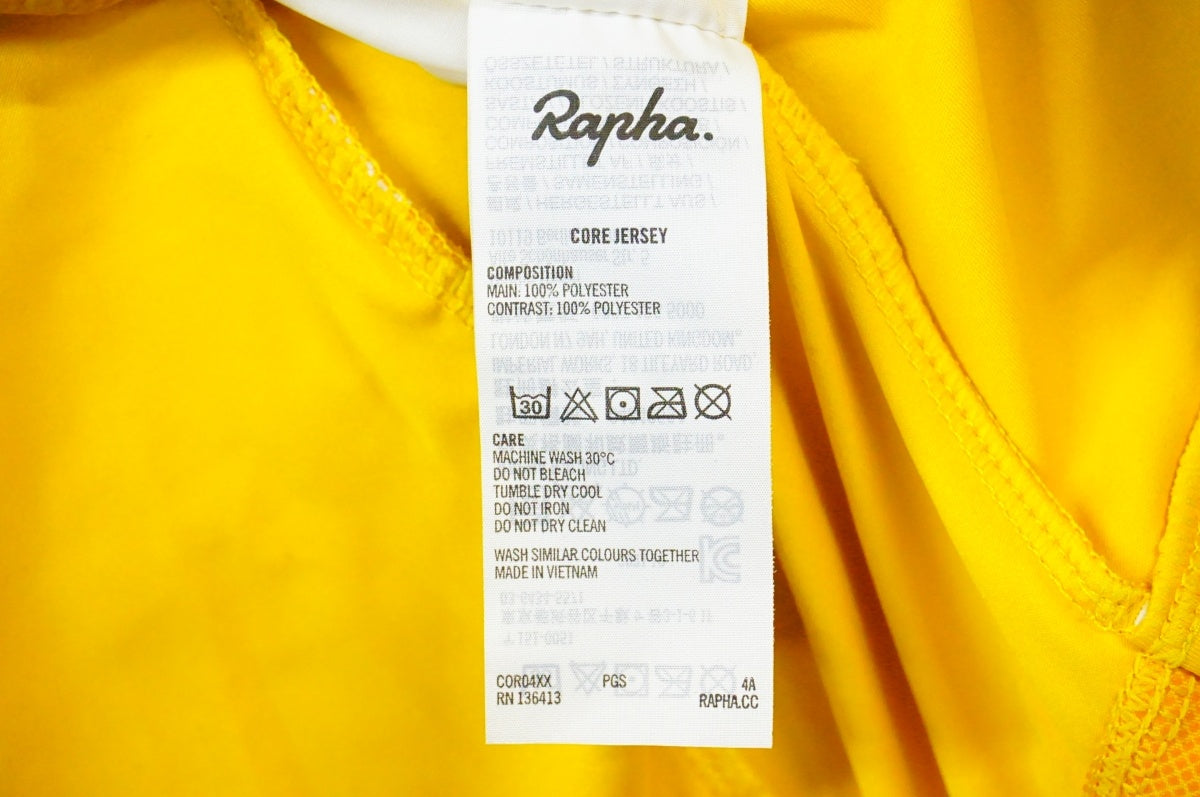 Rapha.
CORE JERSEY
COMPOSITION
MAIN: 100% POLYESTER
CONTRAST: 100% POLYESTER
30
CARE
MACHINE WASH 30°C
DO NOT BLEACH
TUMBLE DRY COOL
DO NOT IRON
DO NOT DRY CLEAN
WASH SIMILAR COLOURS TOGETHER
MADE IN VIETNAM
COR04XX PGS 4A
RN 136413 RAPHA.CC